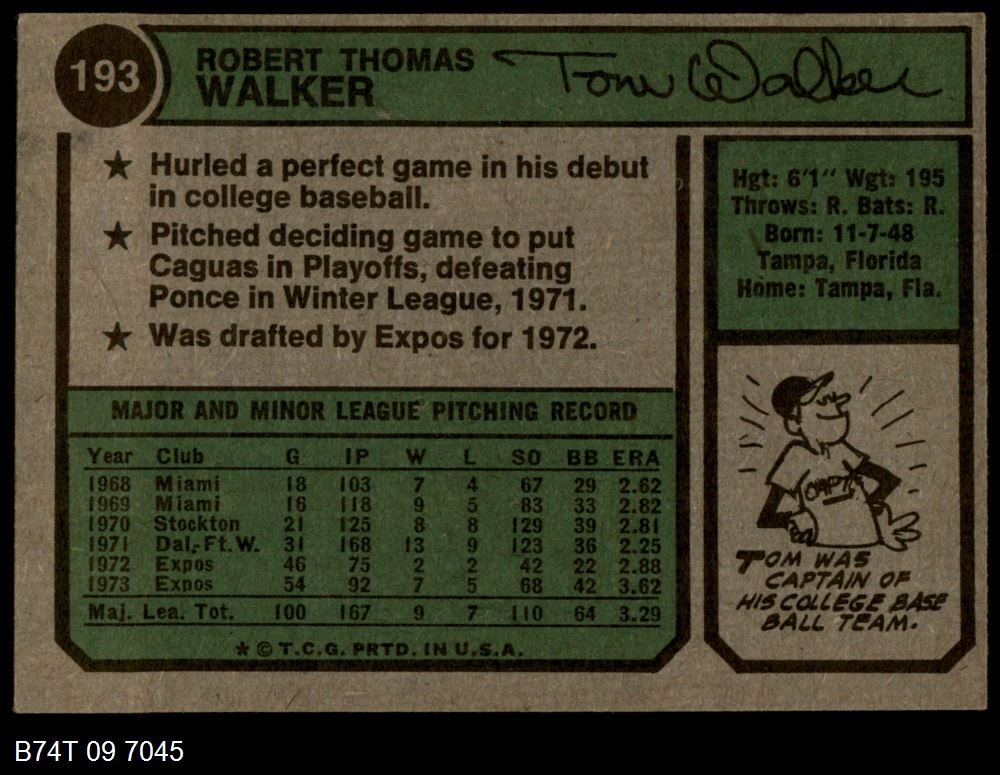 193
ROBERT THOMAS
WALKER
Tom Walker
★ Hurled a perfect game in his debut
in college baseball.
★ Pitched deciding game to put
Caguas in Playoffs, defeating
Ponce in Winter League, 1971.
★ Was drafted by Expos for 1972.
Hgt: 6'1" Wgt: 195
Throws: R. Bats: R.
Born: 11-7-48
Tampa, Florida
Home: Tampa, Fla.
MAJOR AND MINOR LEAGUE PITCHING RECORD
Year Club G IP W L SO BB ERA
1968 Miami 18 103 7 4 67 29 2.62
1969 Miami 16 118 9 5 83 33 2.82
1970 Stockton 21 125 8 8 129 39 2.81
1971 Dal.-Ft.W. 31 168 13 9 123 36 2.25
1972 Expos 46 75 2 2 42 22 2.88
1973 Expos 54 92 7 5 68 42 3.62
Maj. Lea. Tot. 100 167 9 7 110 64 3.29
* © T.C.G. PRTD. IN U.S.A.
CAPT.
TOM WAS
CAPTAIN OF
HIS COLLEGE BASE
BALL TEAM.
B74T 09 7045